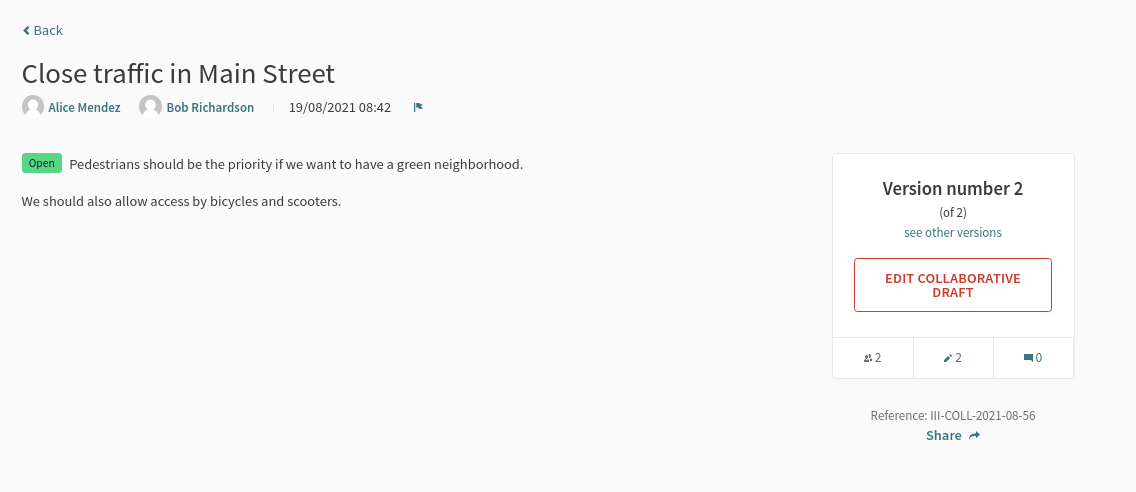 Back
Close traffic in Main Street
Alice Mendez Bob Richardson 19/08/2021 08:42
Open Pedestrians should be the priority if we want to have a green neighborhood.
We should also allow access by bicycles and scooters.
Version number 2
(of 2)
see other versions
EDIT COLLABORATIVE
DRAFT
2 2 0
Reference: III-COLL-2021-08-56
Share